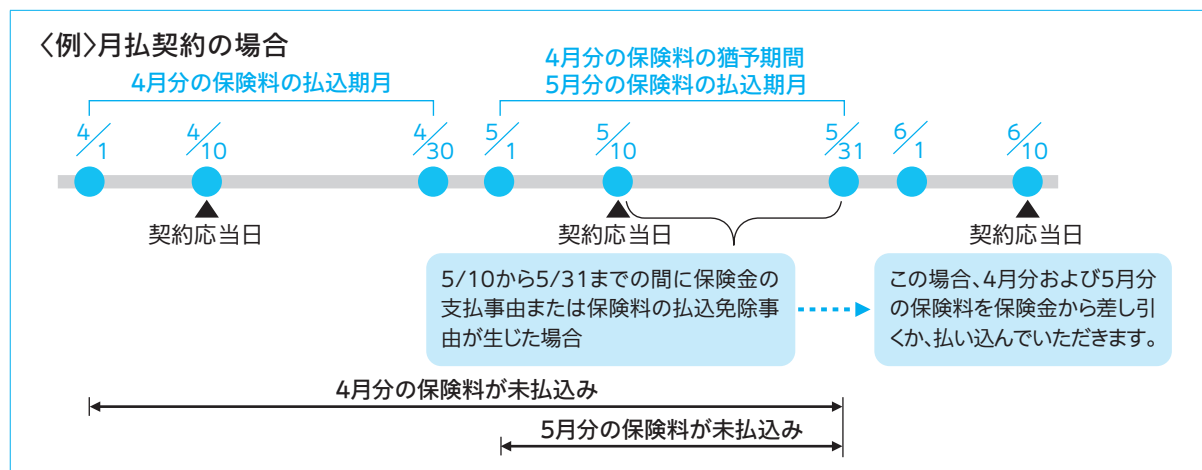 〈例〉月払契約の場合
4月分の保険料の払込期月
4月分の保険料の猶予期間
5月分の保険料の払込期月
4/1 4/10 4/30 5/1 5/10 5/31 6/1 6/10
契約応当日 契約応当日 契約応当日
5/10から5/31までの間に保険金の
支払事由または保険料の払込免除事
由が生じた場合
この場合、4月分および5月分
の保険料を保険金から差し引
くか、払い込んでいただきます。
4月分の保険料が未払込み
5月分の保険料が未払込み